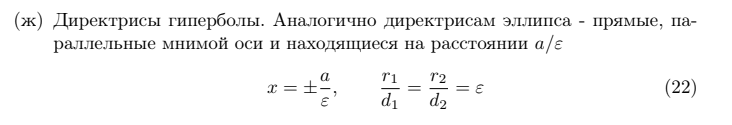 (ж) Директрисы гиперболы. Аналогично директрисам эллипса - прямые, па-
раллельные мнимой оси и находящиеся на расстоянии a/ε
x = ±a/ε, r₁/d₁ = r₂/d₂ = ε (22)